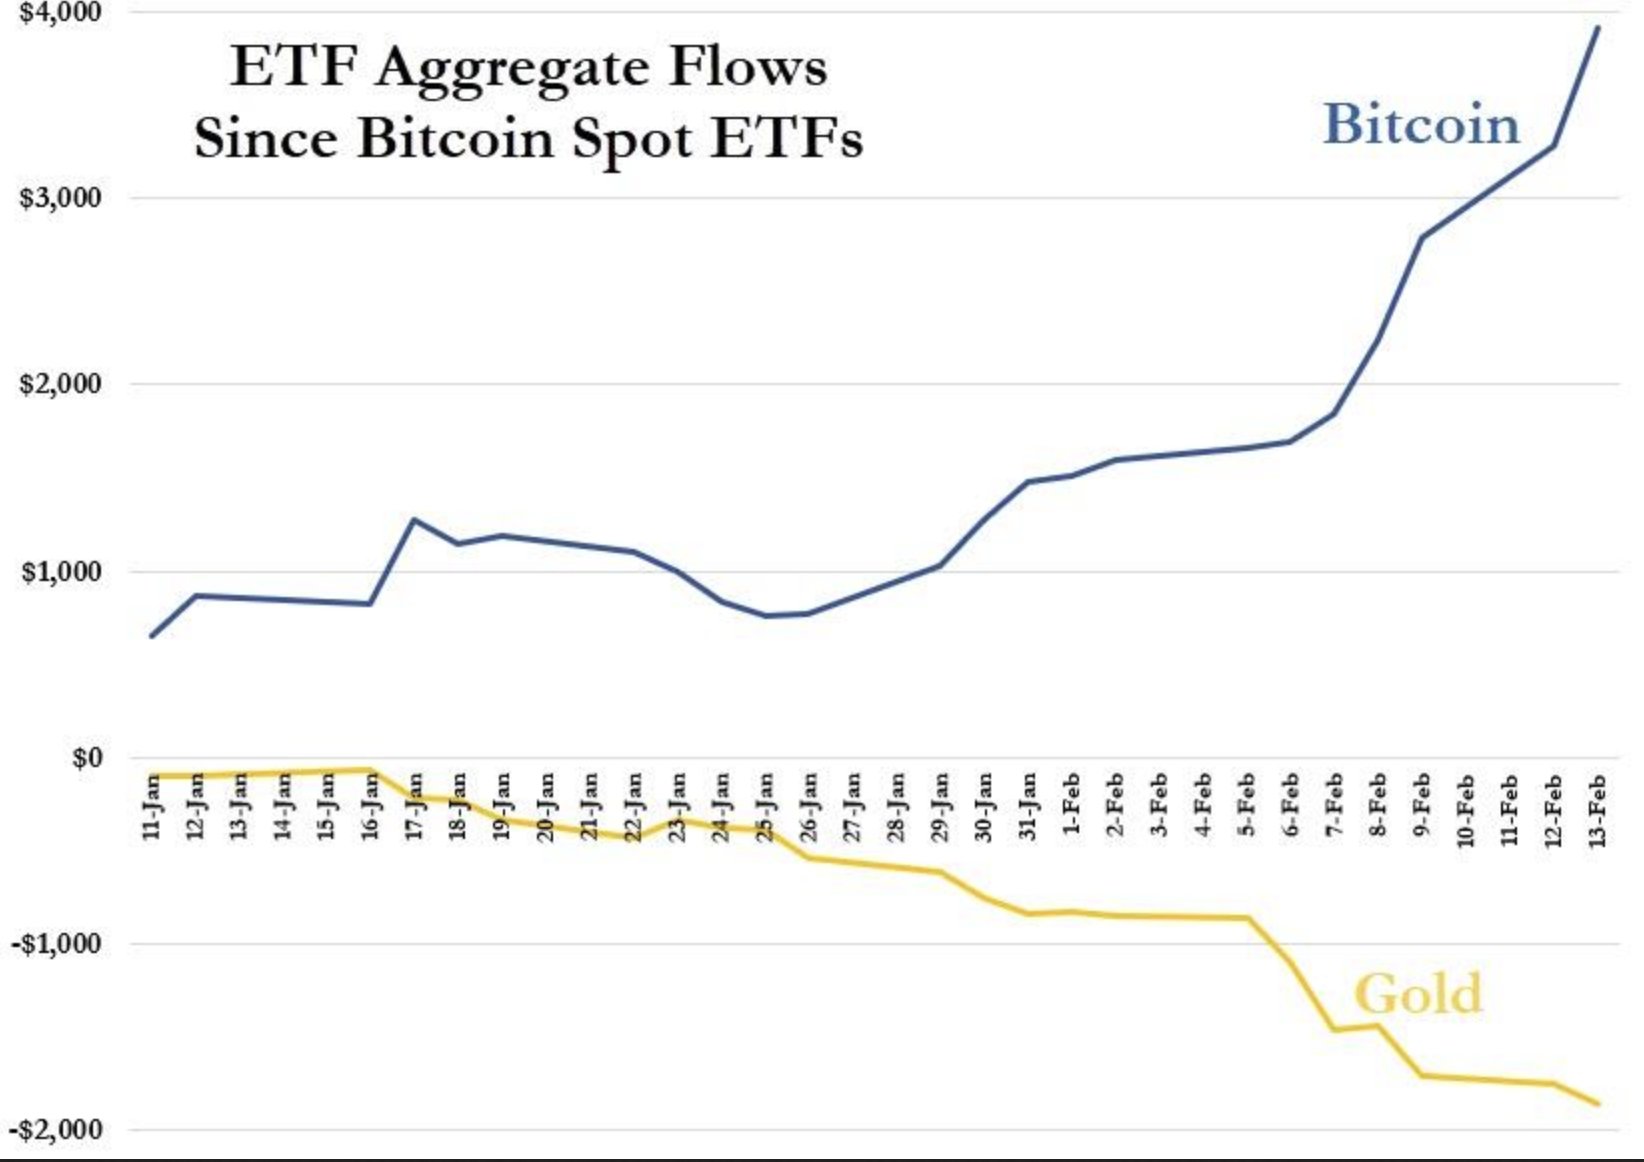 $4,000
ETF Aggregate Flows
Since Bitcoin Spot ETFs
Bitcoin
$3,000
$2,000
$1,000
$0
11-Jan
12-Jan
13-Jan
14-Jan
15-Jan
16-Jan
17-Jan
18-Jan
19-Jan
20-Jan
21-Jan
22-Jan
23-Jan
24-Jan
25-Jan
26-Jan
27-Jan
28-Jan
29-Jan
30-Jan
31-Jan
1-Feb
2-Feb
3-Feb
4-Feb
5-Feb
6-Feb
7-Feb
8-Feb
9-Feb
10-Feb
11-Feb
12-Feb
13-Feb
-$1,000
Gold
-$2,000